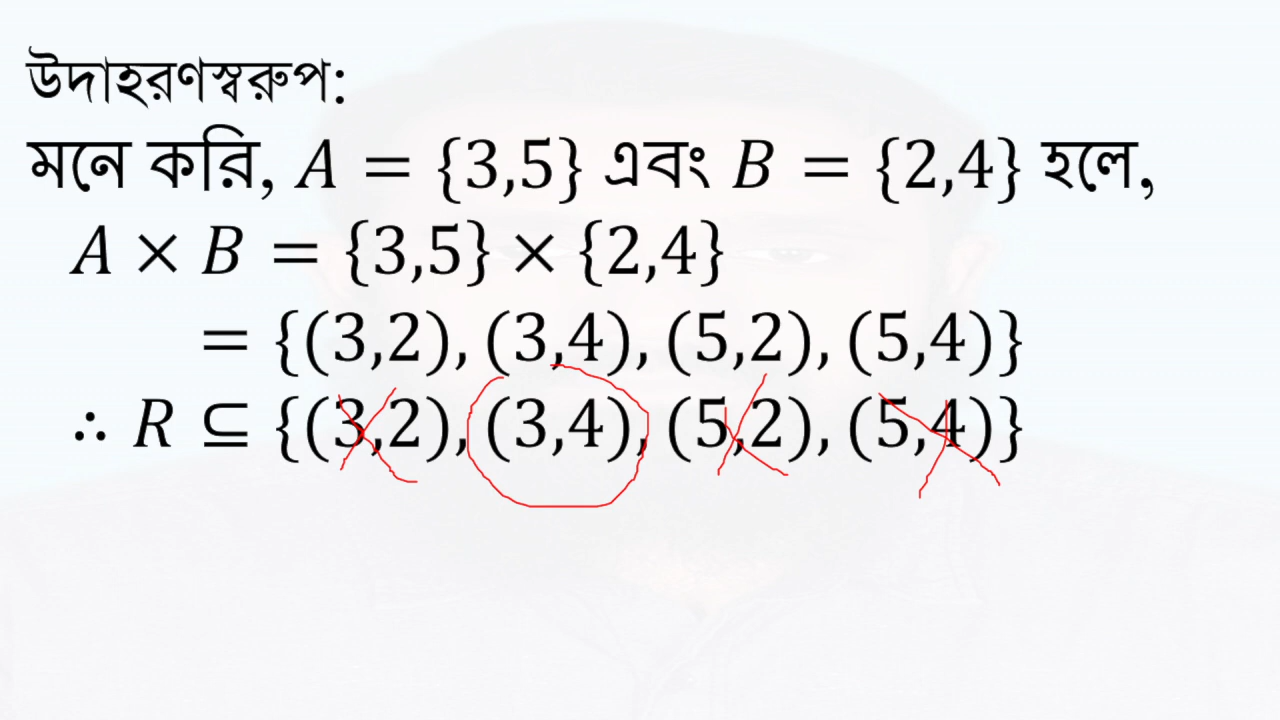 উদাহরণস্বরুপ:
মনে করি, A = {3,5} এবং B = {2,4} হলে,
A × B = {3,5} × {2,4}
= {(3,2), (3,4), (5,2), (5,4)}
∴ R ⊆ {(3,2), (3,4), (5,2), (5,4)}